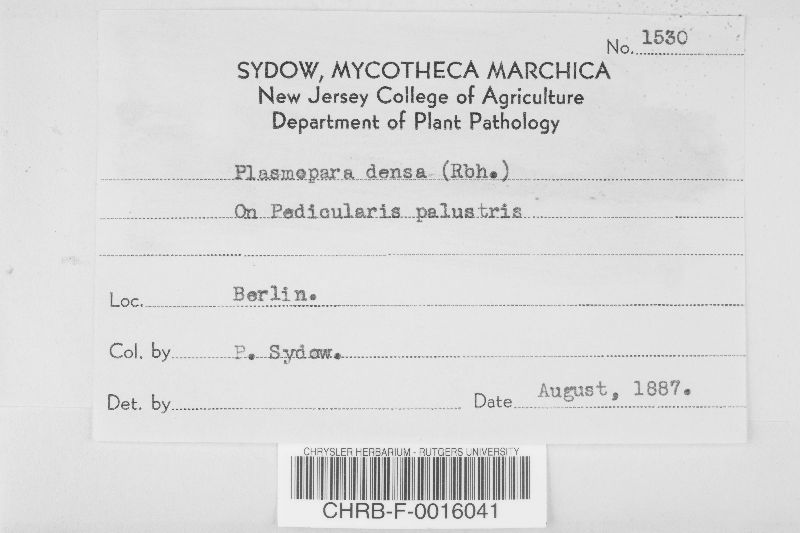 No. 1530
SYDOW, MYCOTHECA MARCHICA
New Jersey College of Agriculture
Department of Plant Pathology
Plasmopara densa (Rbh.)
On Pedicularis palustris
Loc. Berlin.
Col. by P. Sydow.
Det. by
Date August, 1887.
CHRYSLER HERBARIUM - RUTGERS UNIVERSITY
CHRB-F-0016041